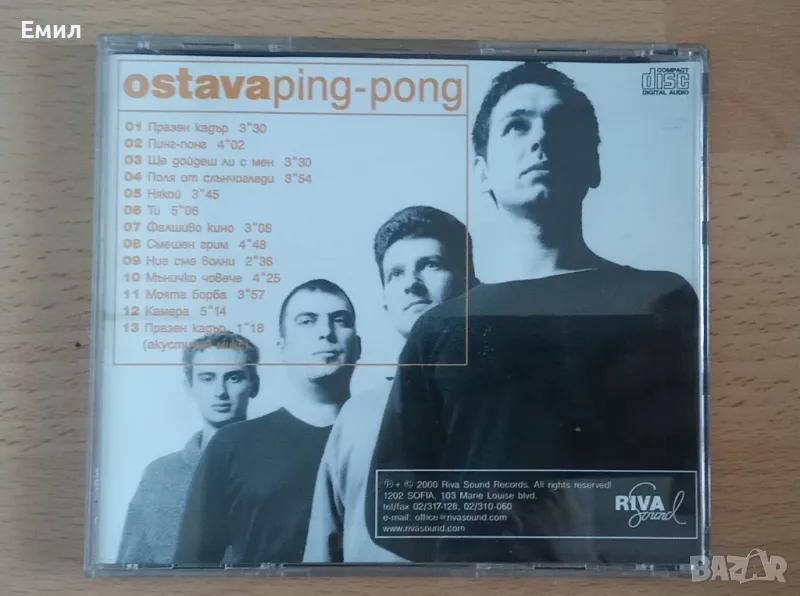 Емил
ostavaping-pong
COMPACT
disc
DIGITAL AUDIO
01 Празен кадър 3"30
02 Пинг-понг 4"02
03 Ще дойдеш ли с мен 3"30
04 Поля от слънчогледи 3"54
05 Някой 3"45
06 Ти 5"06
07 Фалшиво кино 3"08
08 Смешен грим 4"48
09 Ние сме волни 2"36
10 Мъничко човече 4"25
11 Моята борба 3"57
12 Камера 5"14
13 Празен кадър 1"18
(акустичен микс)
℗ + © 2000 Riva Sound Records. All rights reserved!
1202 SOFIA, 103 Marie Louise blvd.
tel/fax 02/317-128, 02/310-060
e-mail: office@rivasound.com
www.rivasound.com
RIVA
Sound
BAZAR